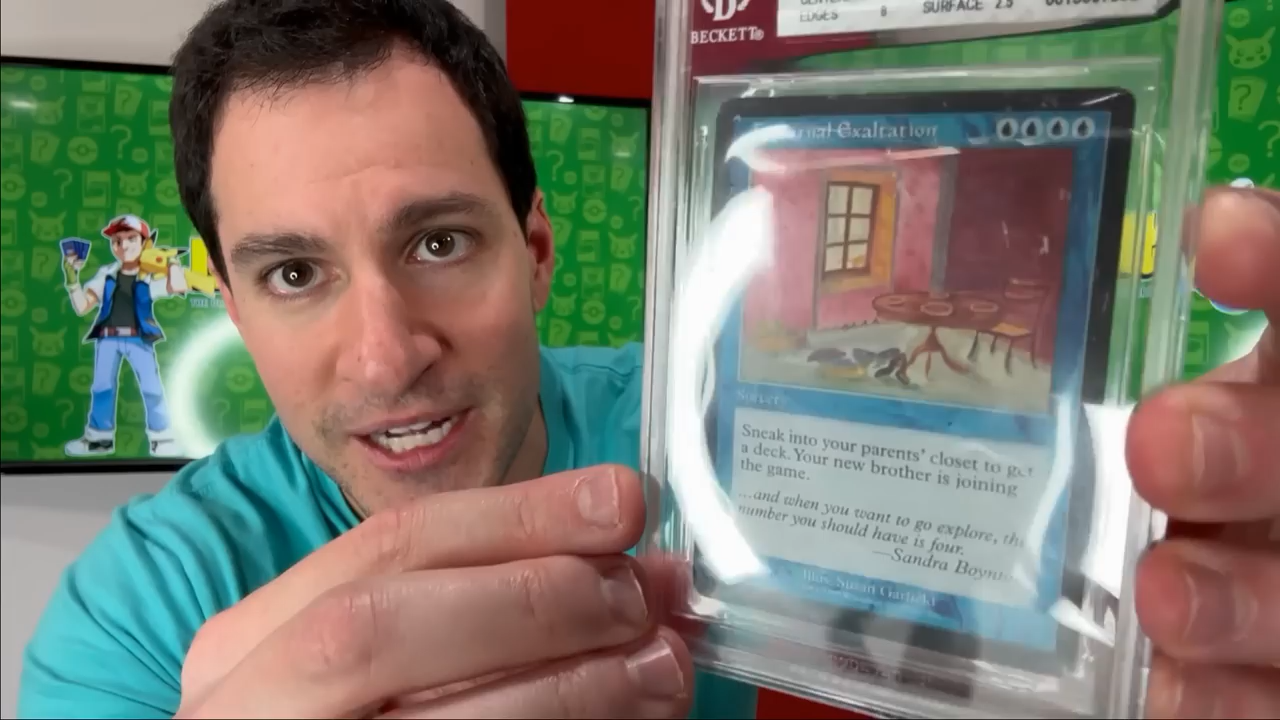 EDGES 8 SURFACE 2.5
BECKETT®
Exaltation
Sorcery
Sneak into your parents' closet to get
a deck. Your new brother is joining
the game.
...and when you want to go explore, the
number you should have is four.
—Sandra
Illus. Susan Garfield